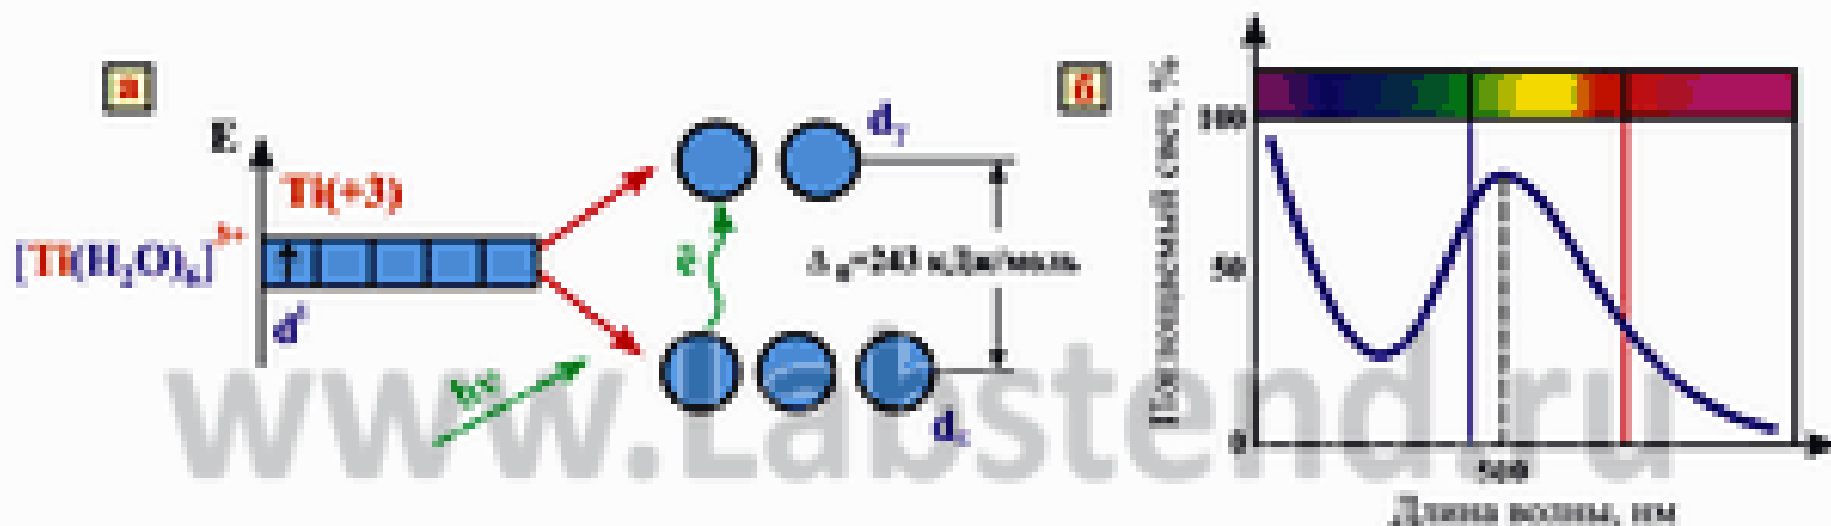 а
E
Ti(+3)
[Ti(H₂O)₆]³⁺
d¹
hν
e
dγ
Δ₀=243 кДж/моль
dε
б
Поглощаемый свет, %
100
50
0
500
Длина волны, нм
www.Labstend.ru